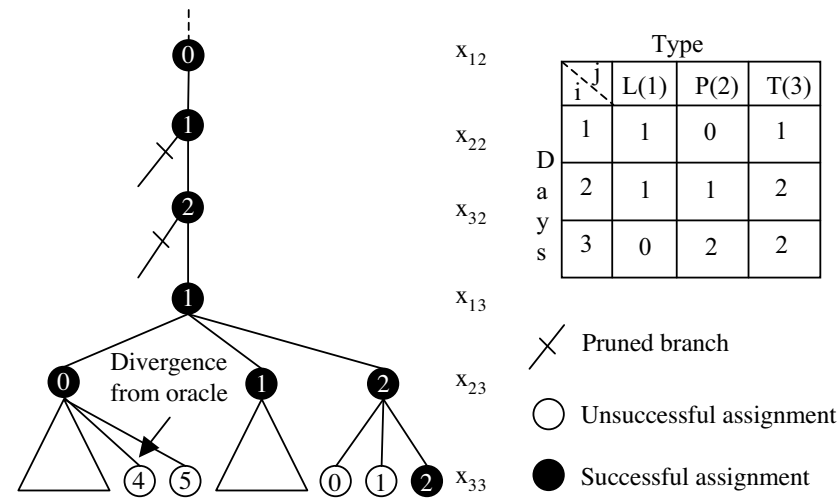 0 x12
1 x22
2 x32
1 x13
0 1 2 x23
Divergence
from oracle
4 5 0 1 2 x33
Type
i j L(1) P(2) T(3)
1 1 0 1
2 1 1 2
3 0 2 2
Days
Pruned branch
Unsuccessful assignment
Successful assignment